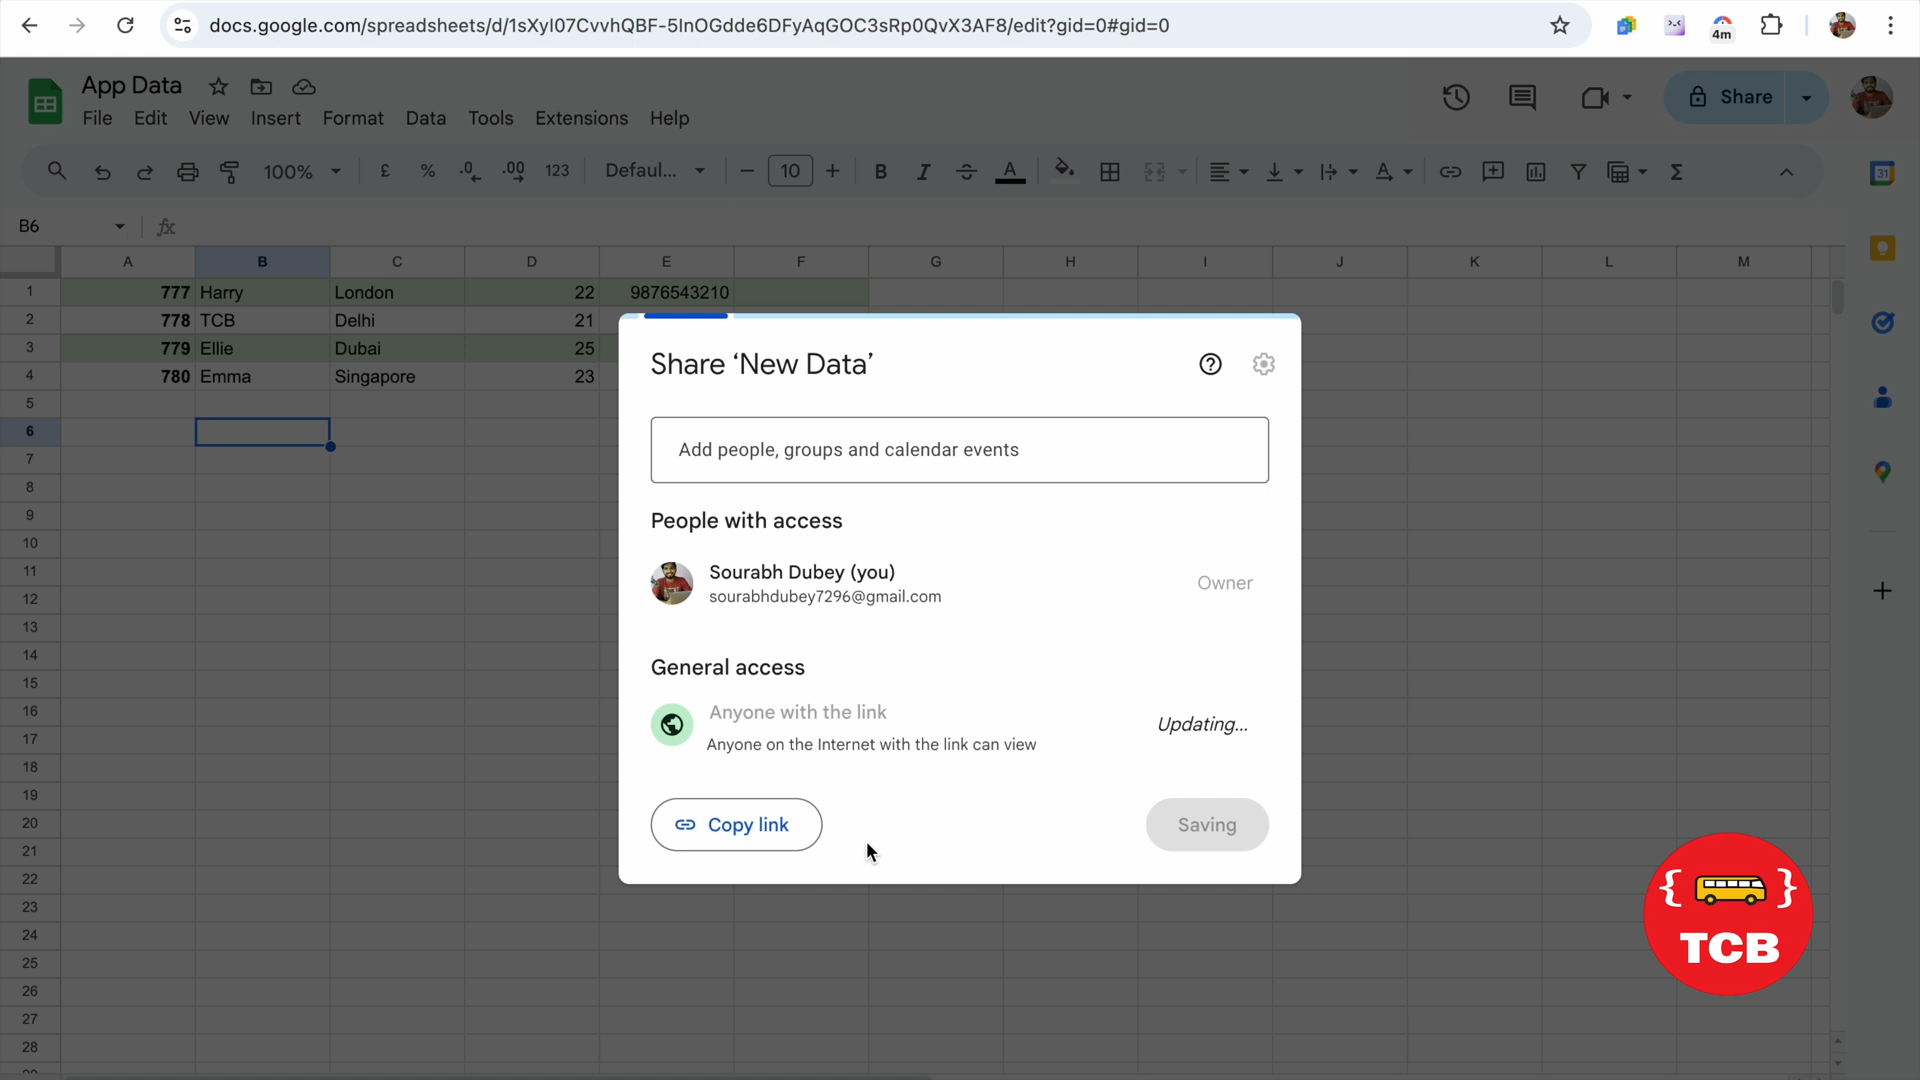 docs.google.com/spreadsheets/d/1sXyI07CvvhQBF-5InOGdde6DFyAqGOC3sRp0QvX3AF8/edit?gid=0#gid=0
4m
App Data
File Edit View Insert Format Data Tools Extensions Help
Share
100% £ % .0 .00 123 Defaul... 10 B I S A A Σ
31
B6 fx
A B C D E F G H I J K L M
1 777 Harry London 22 9876543210
2 778 TCB Delhi 21
3 779 Ellie Dubai 25
4 780 Emma Singapore 23
5
6
7
8
9
10
11
12
13
14
15
16
17
18
19
20
21
22
23
24
25
26
27
28
Share ‘New Data’
Add people, groups and calendar events
People with access
Sourabh Dubey (you)
sourabhdubey7296@gmail.com
Owner
General access
Anyone with the link
Anyone on the Internet with the link can view
Updating...
Copy link
Saving
{ }
TCB